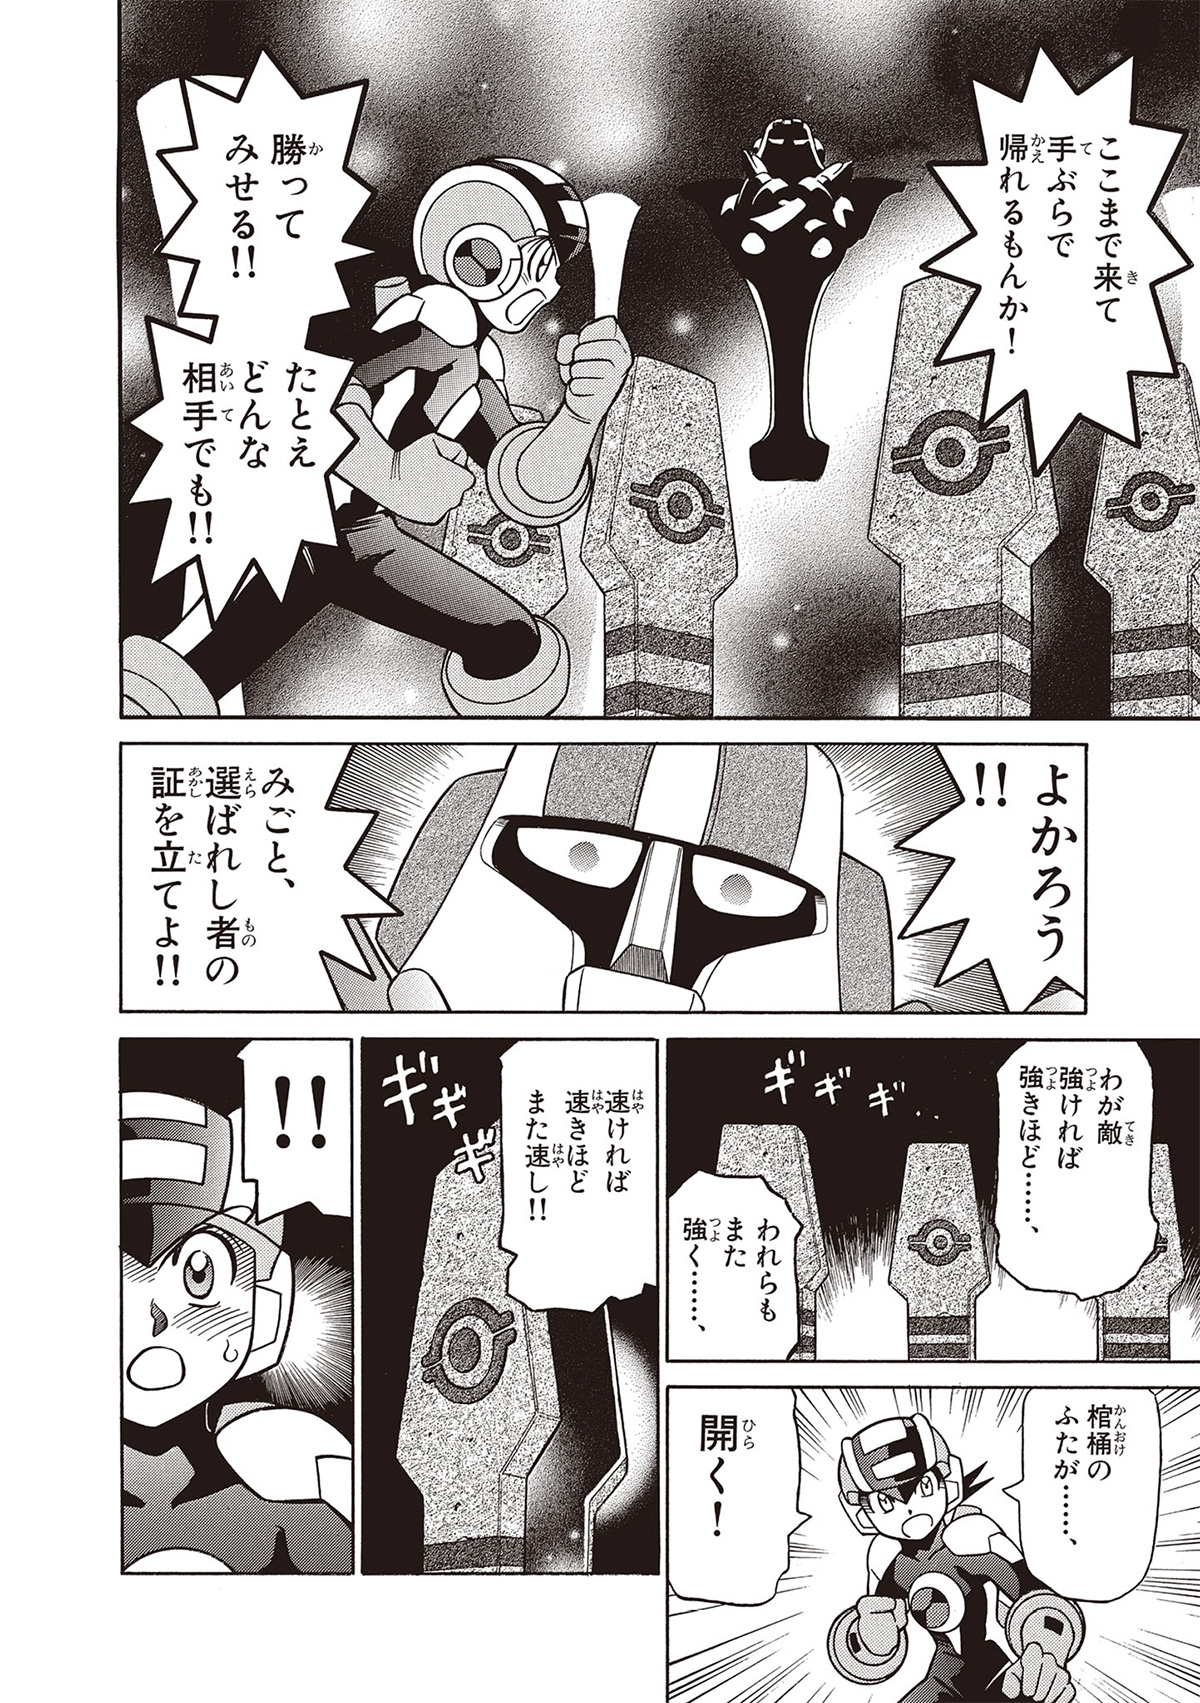 ここまで来て
手ぶらで
帰れるもんか!
勝って
みせる!!
たとえ
どんな
相手でも!!
よかろう
!!
みごと、
選ばれし者の
証を立てよ!!
わが敵
強ければ
強きほど……、
われらも
また
強く……、
ギギギ…
棺桶の
ふたが……、
開く!
速ければ
速きほど
また速し!!
ギギギ
!!